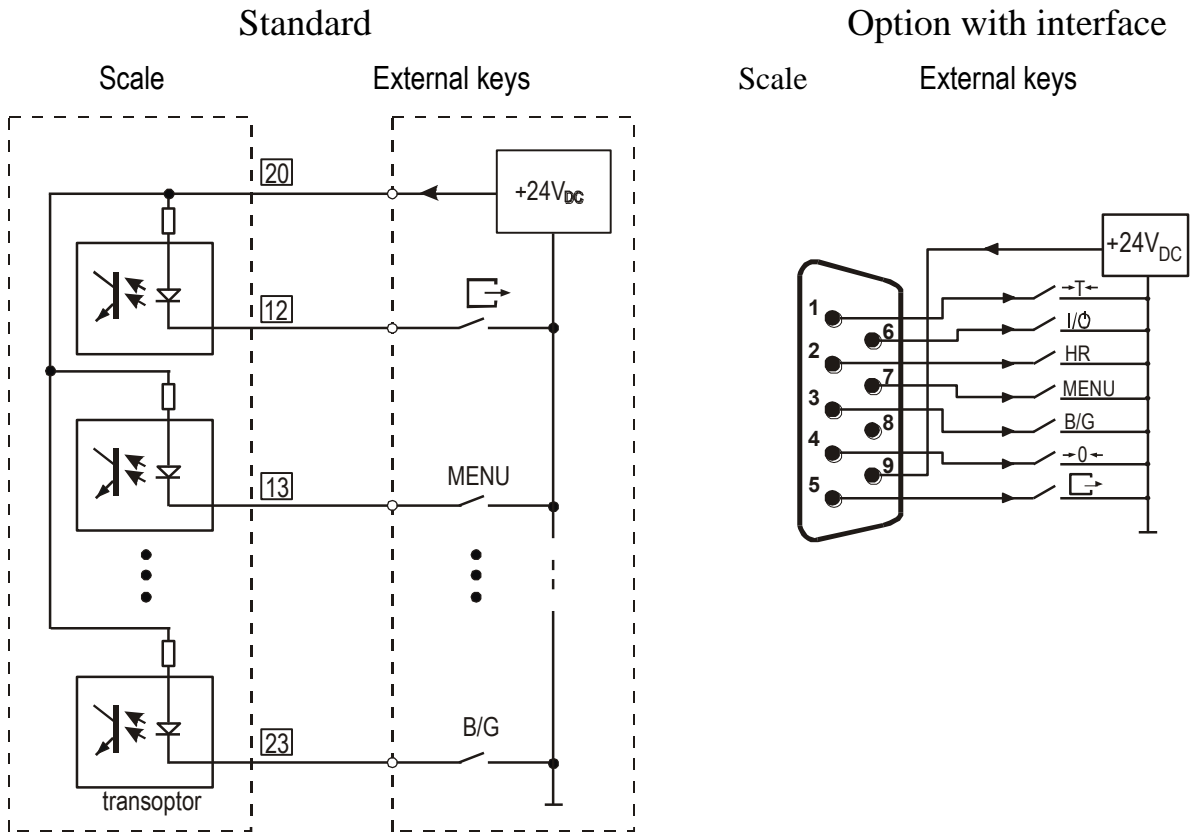 Standard
Option with interface
Scale
External keys
Scale
External keys
20
+24VDC
12
13
MENU
23
B/G
transoptor
+24VDC
1
2
3
4
5
6
7
8
9
→T←
I/Ф
HR
MENU
B/G
→0←